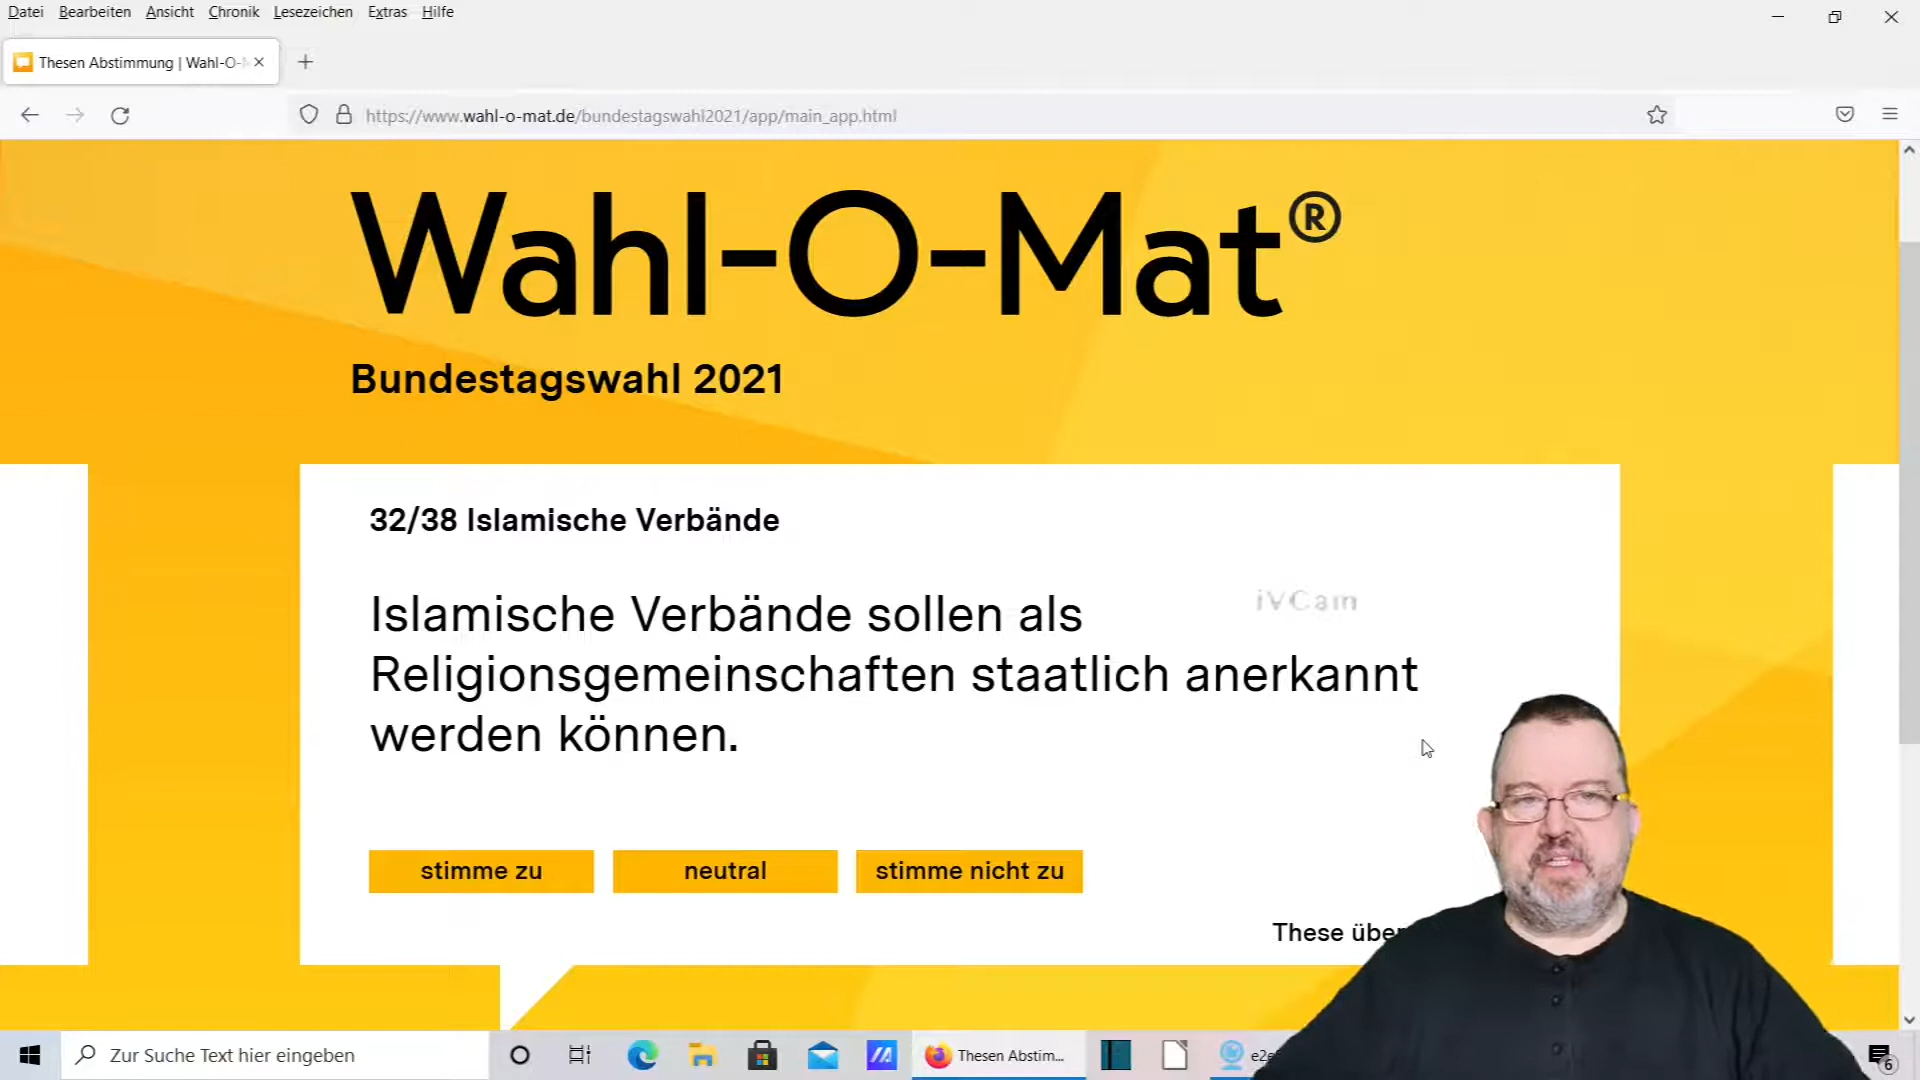 Datei Bearbeiten Ansicht Chronik Lesezeichen Extras Hilfe
Thesen Abstimmung | Wahl-O-
https://www.wahl-o-mat.de/bundestagswahl2021/app/main_app.html
Wahl-O-Mat®
Bundestagswahl 2021
32/38 Islamische Verbände
iVCam
Islamische Verbände sollen als
Religionsgemeinschaften staatlich anerkannt
werden können.
stimme zu neutral stimme nicht zu
These
Zur Suche Text hier eingeben
Thesen Abstim...
6